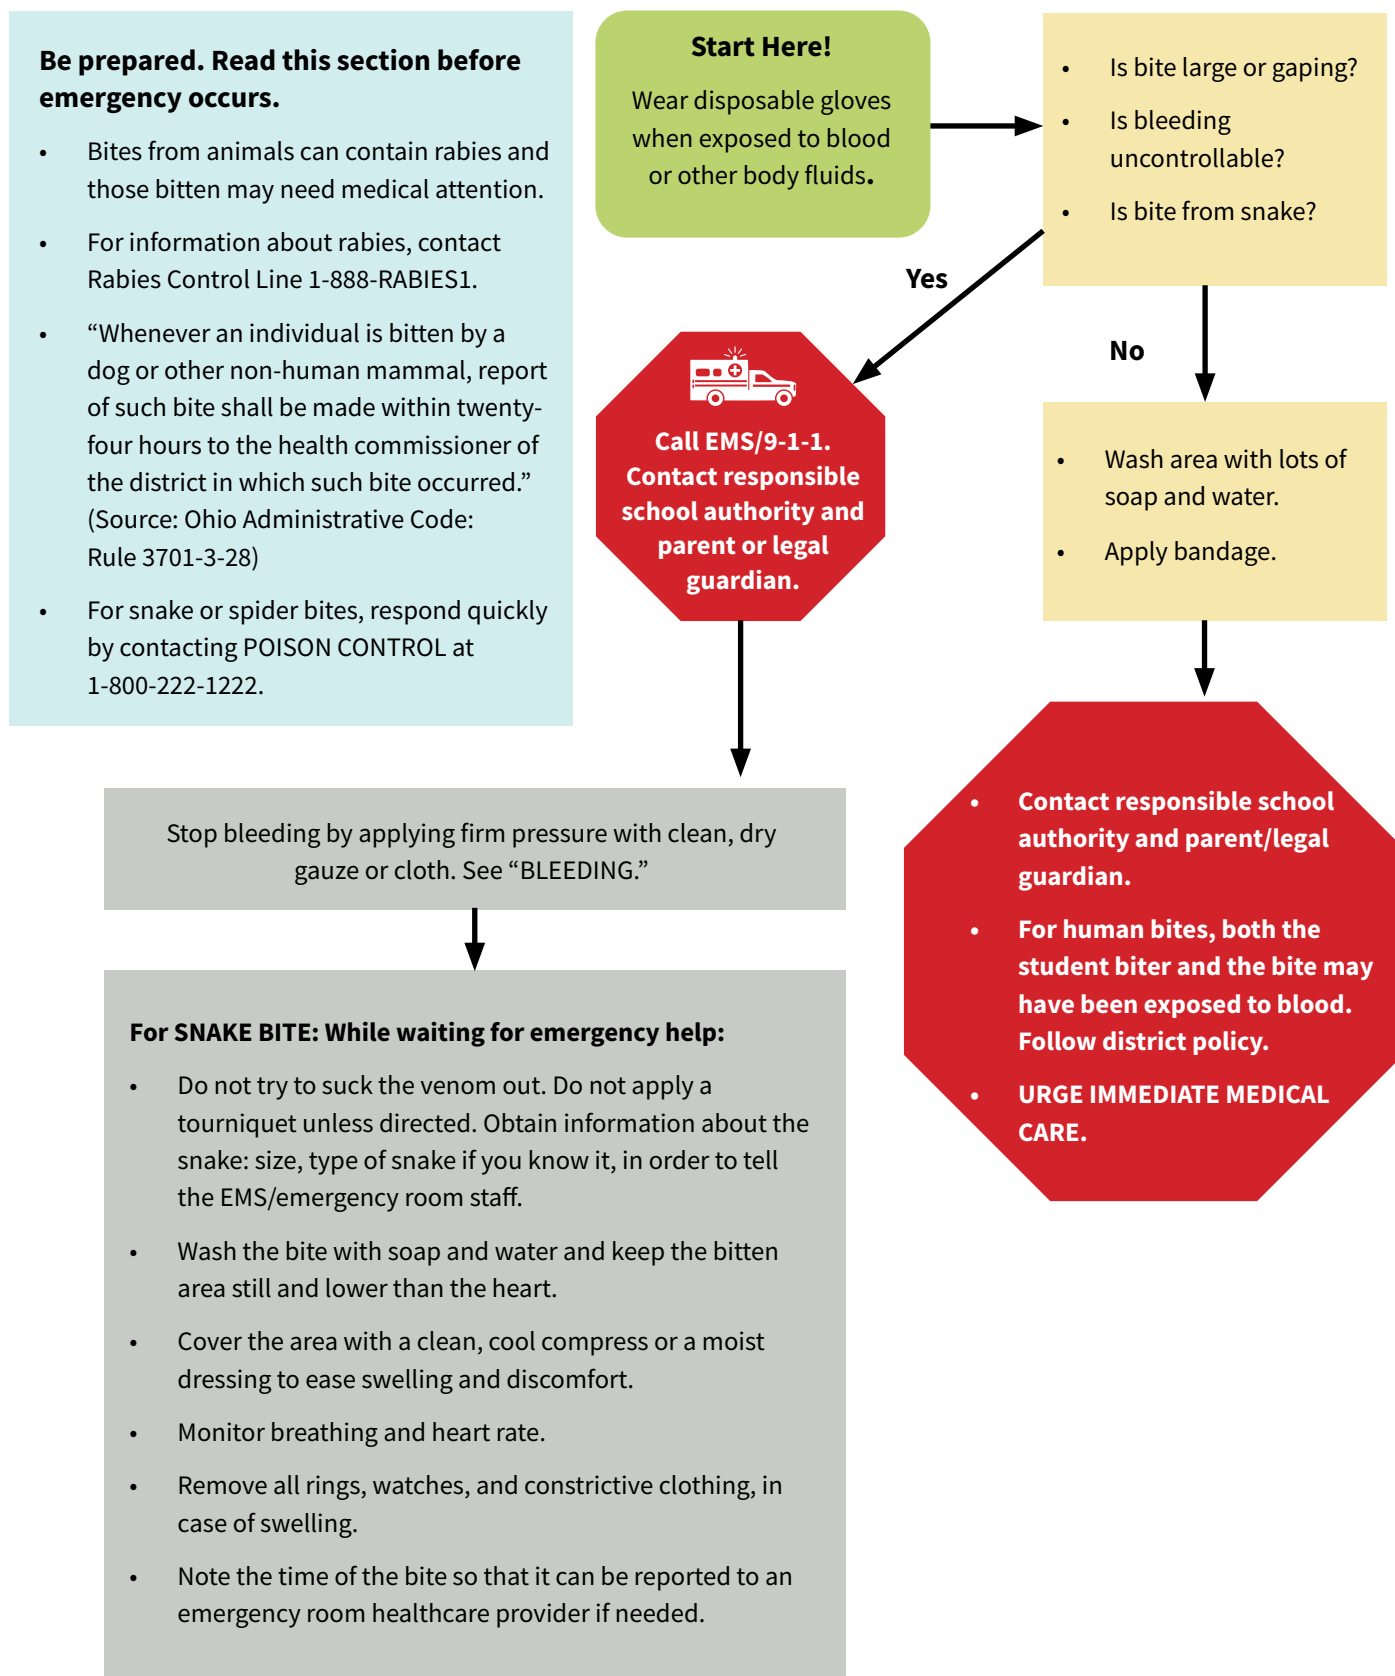 Be prepared. Read this section before
emergency occurs.
• Bites from animals can contain rabies and
those bitten may need medical attention.
• For information about rabies, contact
Rabies Control Line 1-888-RABIES1.
• “Whenever an individual is bitten by a
dog or other non-human mammal, report
of such bite shall be made within twenty-
four hours to the health commissioner of
the district in which such bite occurred.”
(Source: Ohio Administrative Code:
Rule 3701-3-28)
• For snake or spider bites, respond quickly
by contacting POISON CONTROL at
1-800-222-1222.
Start Here!
Wear disposable gloves
when exposed to blood
or other body fluids.
• Is bite large or gaping?
• Is bleeding
uncontrollable?
• Is bite from snake?
Yes
No
Call EMS/9-1-1.
Contact responsible
school authority and
parent or legal
guardian.
• Wash area with lots of
soap and water.
• Apply bandage.
Stop bleeding by applying firm pressure with clean, dry
gauze or cloth. See “BLEEDING.”
• Contact responsible school
authority and parent/legal
guardian.
• For human bites, both the
student biter and the bite may
have been exposed to blood.
Follow district policy.
• URGE IMMEDIATE MEDICAL
CARE.
For SNAKE BITE: While waiting for emergency help:
• Do not try to suck the venom out. Do not apply a
tourniquet unless directed. Obtain information about the
snake: size, type of snake if you know it, in order to tell
the EMS/emergency room staff.
• Wash the bite with soap and water and keep the bitten
area still and lower than the heart.
• Cover the area with a clean, cool compress or a moist
dressing to ease swelling and discomfort.
• Monitor breathing and heart rate.
• Remove all rings, watches, and constrictive clothing, in
case of swelling.
• Note the time of the bite so that it can be reported to an
emergency room healthcare provider if needed.